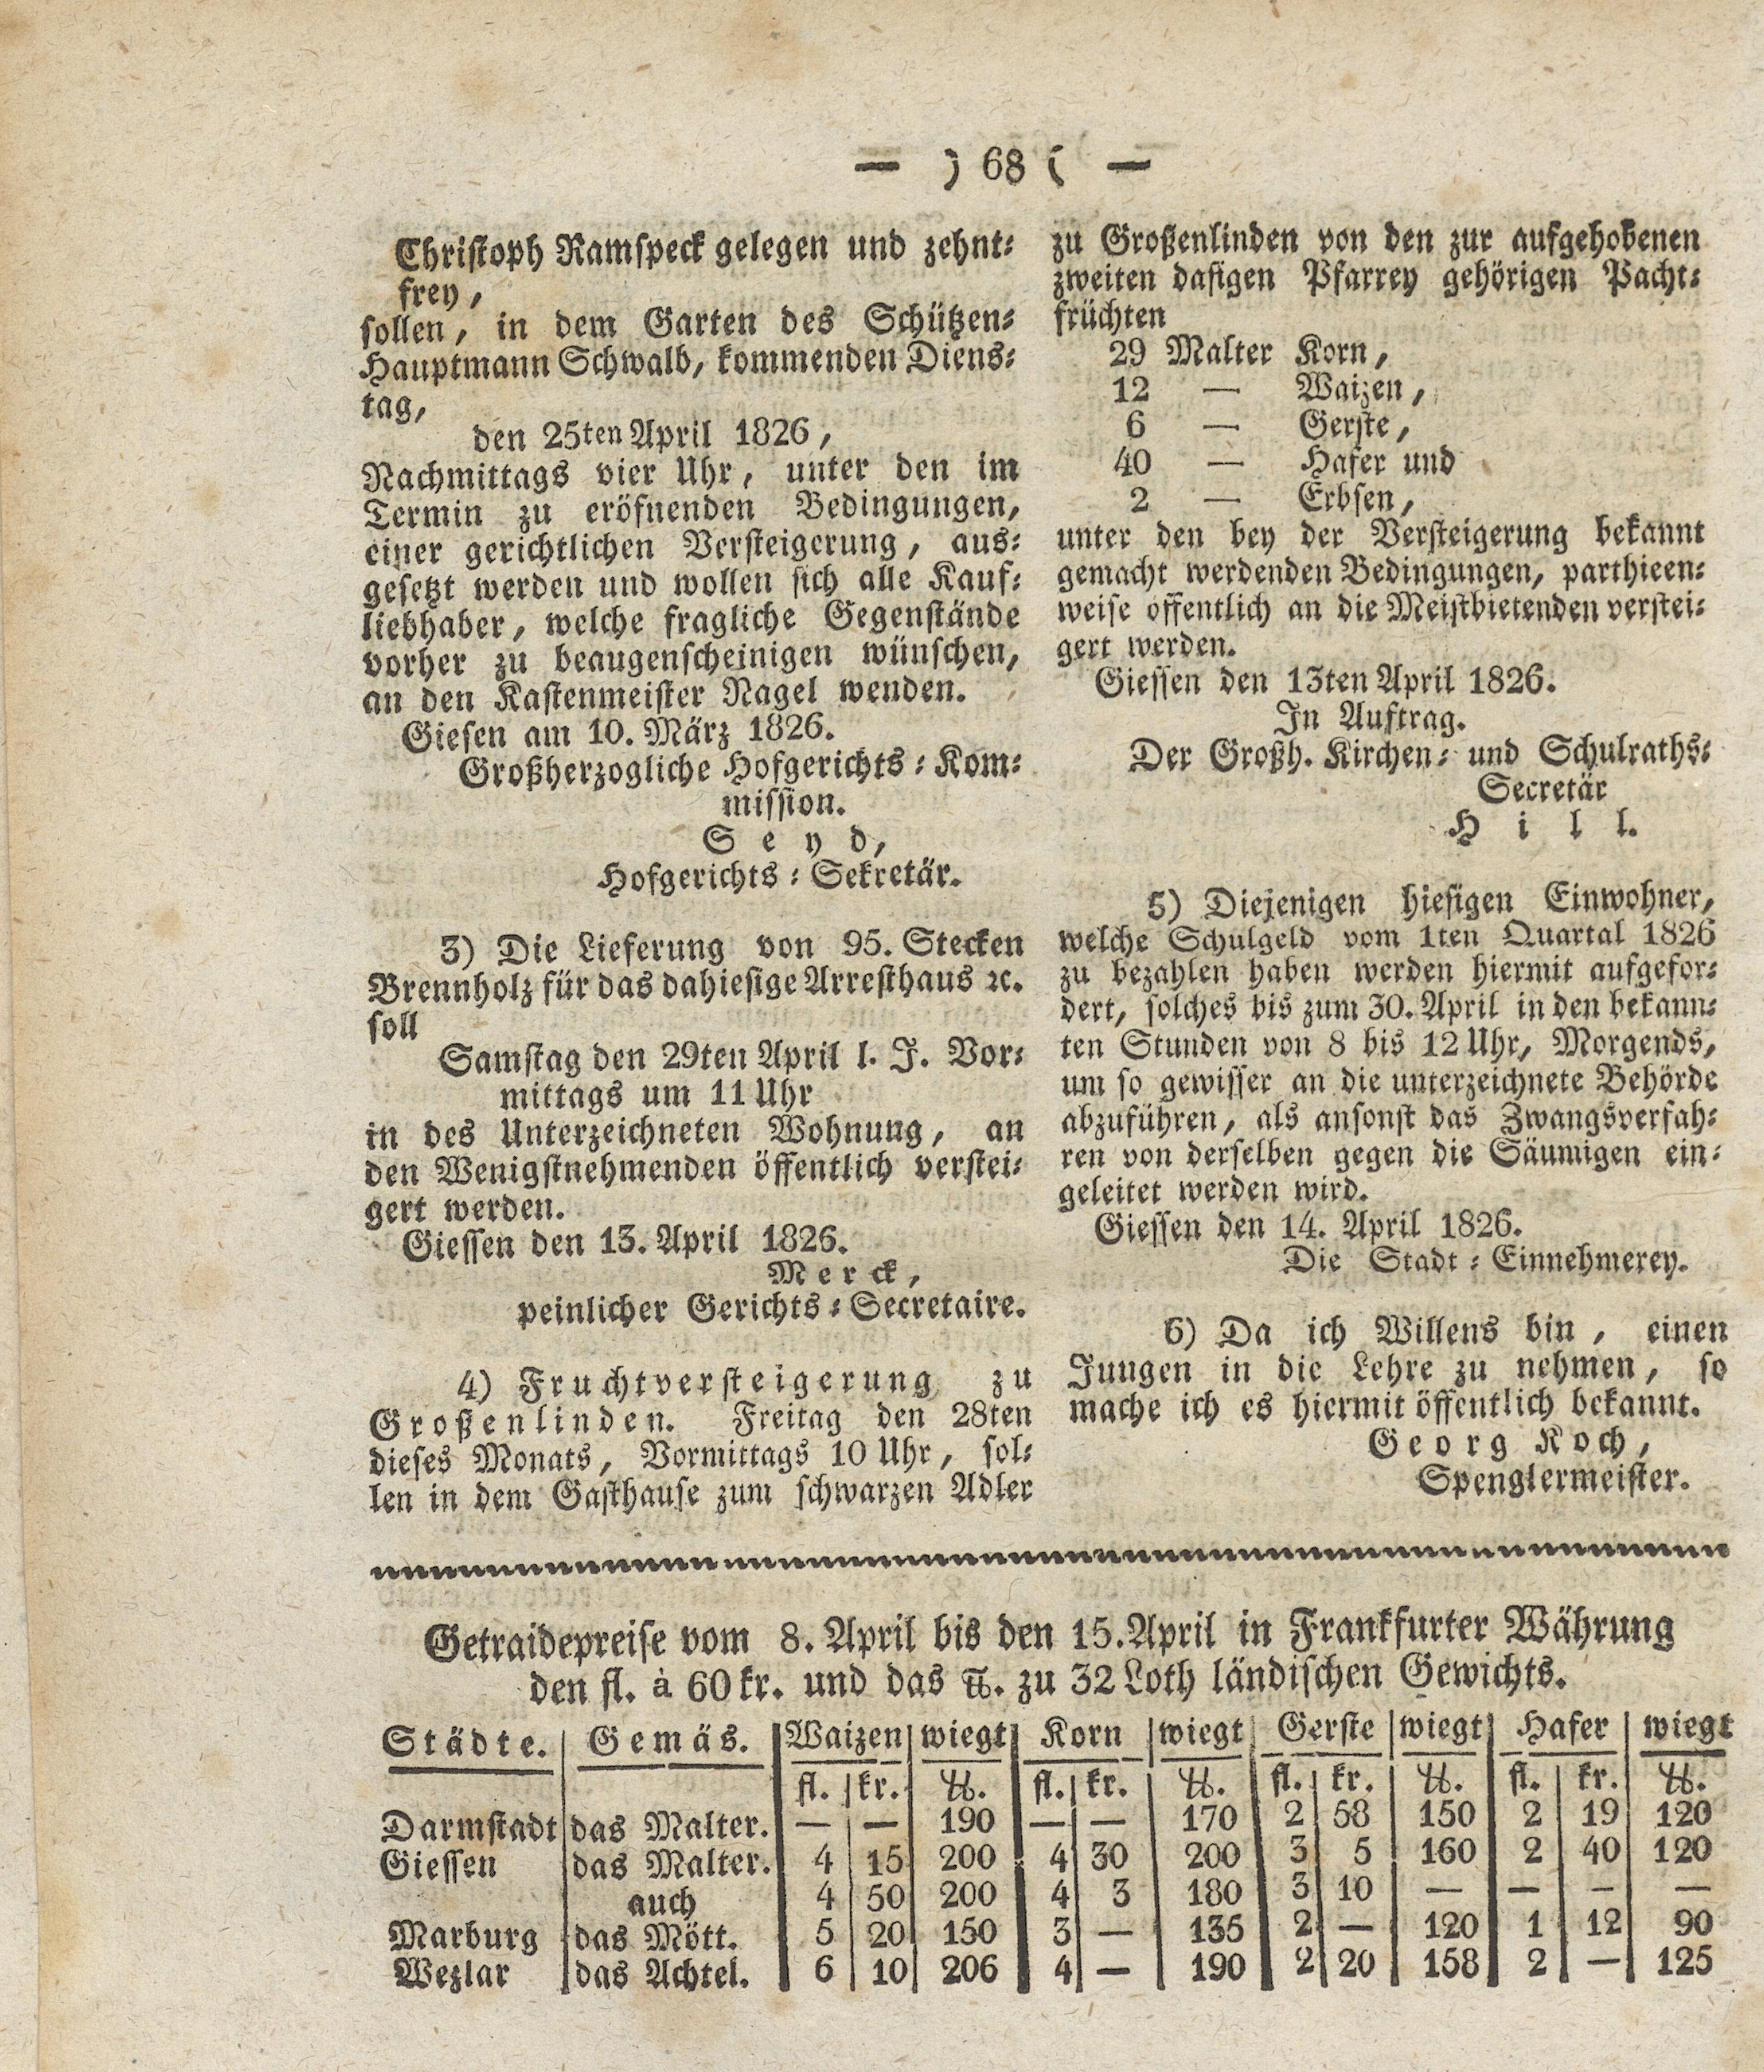 — ) 68 ( —
Christoph Ramspeck gelegen und zehnt-
frey,
sollen, in dem Garten des Schützen-
Hauptmann Schwalb, kommenden Diens-
tag,
den 25ten April 1826,
Nachmittags vier Uhr, unter den im
Termin zu eröfnenden Bedingungen,
einer gerichtlichen Versteigerung, aus-
gesetzt werden und wollen sich alle Kauf-
liebhaber, welche fragliche Gegenstände
vorher zu beaugenscheinigen wünschen,
an den Kastenmeister Nagel wenden.
Giesen am 10. März 1826.
Großherzogliche Hofgerichts-Kom-
mission.
Seyd,
Hofgerichts-Sekretär.
3) Die Lieferung von 95. Stecken
Brennholz für das dahiesige Arresthaus ꝛc.
soll
Samstag den 29ten April l. J. Vor-
mittags um 11 Uhr
in des Unterzeichneten Wohnung, an
den Wenigstnehmenden öffentlich verstei-
gert werden.
Giessen den 13. April 1826.
Merck,
peinlicher Gerichts-Secretaire.
4) Fruchtversteigerung zu
Großenlinden. Freitag den 28ten
dieses Monats, Vormittags 10 Uhr, sol-
len in dem Gasthause zum schwarzen Adler
zu Großenlinden von den zur aufgehobenen
zweiten dasigen Pfarrey gehörigen Pacht-
früchten
29 Malter Korn,
12 — Waizen,
6 — Gerste,
40 — Hafer und
2 — Erbsen,
unter den bey der Versteigerung bekannt
gemacht werdenden Bedingungen, parthieen-
weise offentlich an die Meistbietenden verstei-
gert werden.
Giessen den 13ten April 1826.
In Auftrag.
Der Großh. Kirchen- und Schulraths-
Secretär
Hill.
5) Diejenigen hiesigen Einwohner,
welche Schulgeld vom 1ten Quartal 1826
zu bezahlen haben werden hiermit aufgefor-
dert, solches bis zum 30. April in den bekann-
ten Stunden von 8 bis 12 Uhr, Morgends,
um so gewisser an die unterzeichnete Behörde
abzuführen, als ansonst das Zwangsverfah-
ren von derselben gegen die Säumigen ein-
geleitet werden wird.
Giessen den 14. April 1826.
Die Stadt-Einnehmerey.
6) Da ich Willens bin, einen
Jungen in die Lehre zu nehmen, so
mache ich es hiermit öffentlich bekannt.
Georg Koch,
Spenglermeister.
Getraidepreise vom 8. April bis den 15. April in Frankfurter Währung
den fl. à 60 kr. und das ℔. zu 32 Loth ländischen Gewichts.
Städte. Gemäs. Waizen wiegt Korn wiegt Gerste wiegt Hafer wiegt
fl. kr. ℔. fl. kr. ℔. fl. kr. ℔. fl. kr. ℔.
Darmstadt das Malter. — — 190 — — 170 2 58 150 2 19 120
Giessen das Malter. 4 15 200 4 30 200 3 5 160 2 40 120
auch 4 50 200 4 3 180 3 10 — — — —
Marburg das Mött. 5 20 150 3 — 135 2 — 120 1 12 90
Wezlar das Achtel. 6 10 206 4 — 190 2 20 158 2 — 125